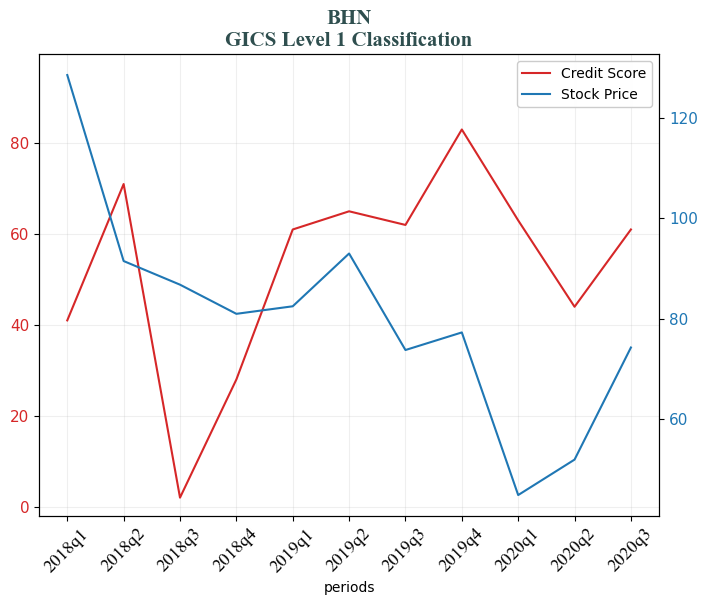 BHN
GICS Level 1 Classification
Credit Score
Stock Price
80
60
40
20
0
120
100
80
60
2018q1
2018q2
2018q3
2018q4
2019q1
2019q2
2019q3
2019q4
2020q1
2020q2
2020q3
periods